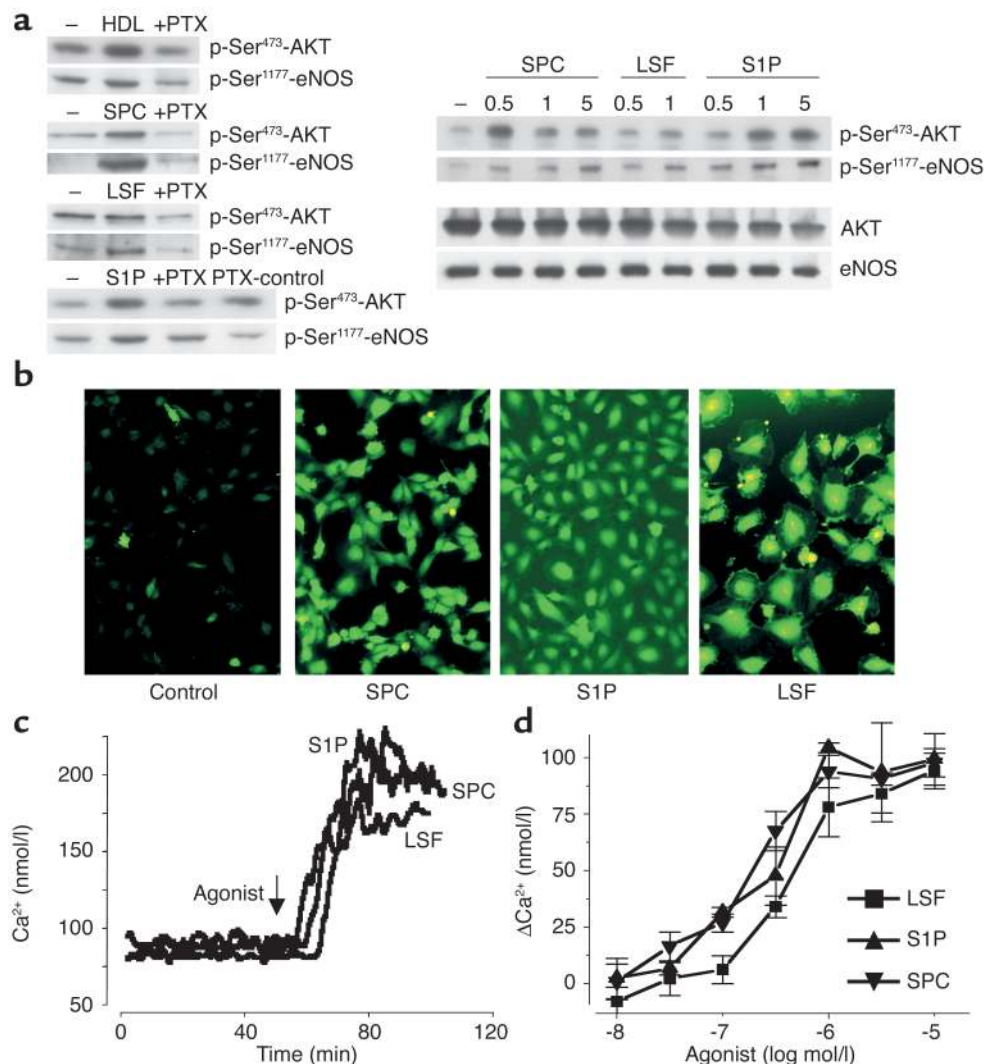 a
– HDL +PTX
p-Ser⁴⁷³-AKT
p-Ser¹¹⁷⁷-eNOS
– SPC +PTX
p-Ser⁴⁷³-AKT
p-Ser¹¹⁷⁷-eNOS
– LSF +PTX
p-Ser⁴⁷³-AKT
p-Ser¹¹⁷⁷-eNOS
– S1P +PTX PTX-control
p-Ser⁴⁷³-AKT
p-Ser¹¹⁷⁷-eNOS
SPC LSF S1P
– 0.5 1 5 0.5 1 0.5 1 5
p-Ser⁴⁷³-AKT
p-Ser¹¹⁷⁷-eNOS
AKT
eNOS
b
Control SPC S1P LSF
c
Ca²⁺ (nmol/l)
200
150
100
50
S1P
SPC
LSF
Agonist
0 40 80 120
Time (min)
d
ΔCa²⁺ (nmol/l)
100
75
50
25
0
LSF
S1P
SPC
-8 -7 -6 -5
Agonist (log mol/l)